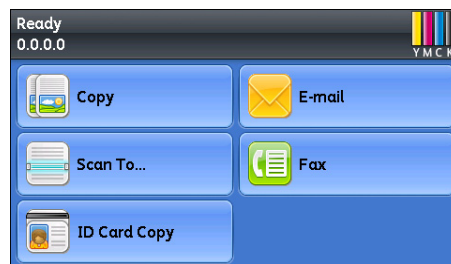 Ready
0.0.0.0
Y M C K
Copy
E-mail
Scan To...
Fax
ID Card Copy